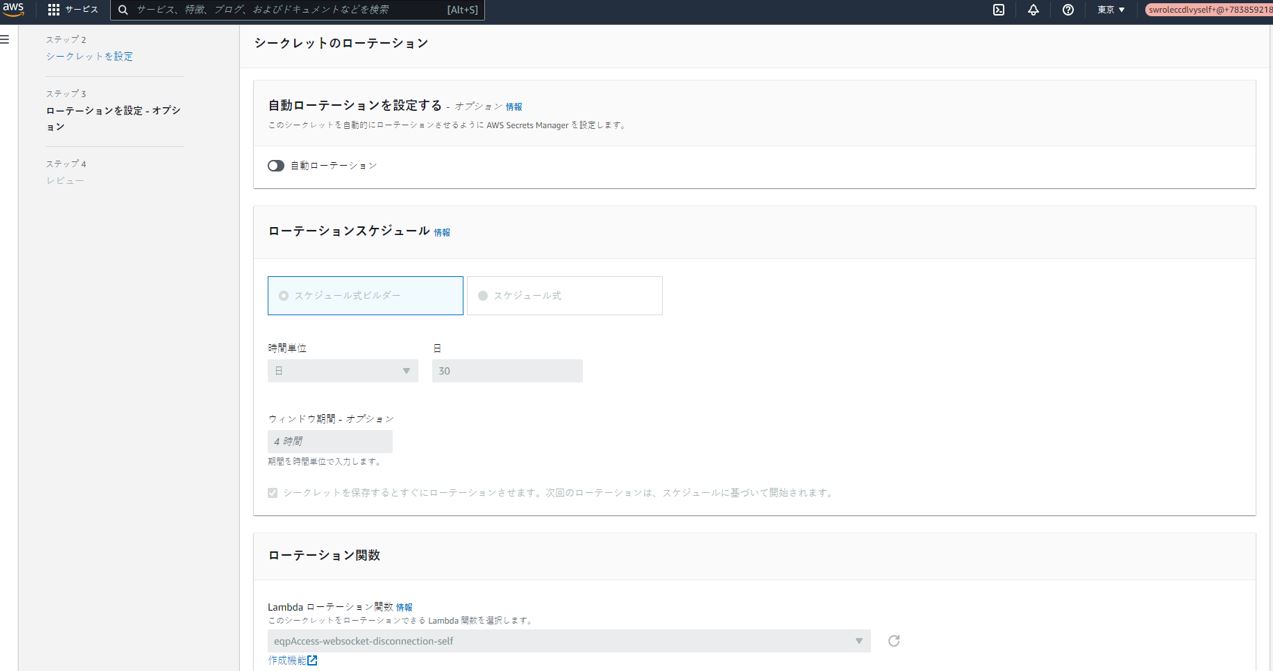 aws
サービス
サービス、特徴、ブログ、およびドキュメントなどを検索
[Alt+S]
東京
swroleccdlvyself+@+783859218
ステップ 2
シークレットを設定
ステップ 3
ローテーションを設定 - オプシ
ョン
ステップ 4
レビュー
シークレットのローテーション
自動ローテーションを設定する - オプション 情報
このシークレットを自動的にローテーションさせるように AWS Secrets Manager を設定します。
自動ローテーション
ローテーションスケジュール 情報
スケジュール式ビルダー
スケジュール式
時間単位
日
日
30
ウィンドウ期間 - オプション
4 時間
期間を時間単位で入力します。
シークレットを保存するとすぐにローテーションさせます。次回のローテーションは、スケジュールに基づいて開始されます。
ローテーション関数
Lambda ローテーション関数 情報
このシークレットをローテーションできる Lambda 関数を選択します。
eqpAccess-websocket-disconnection-self
作成機能